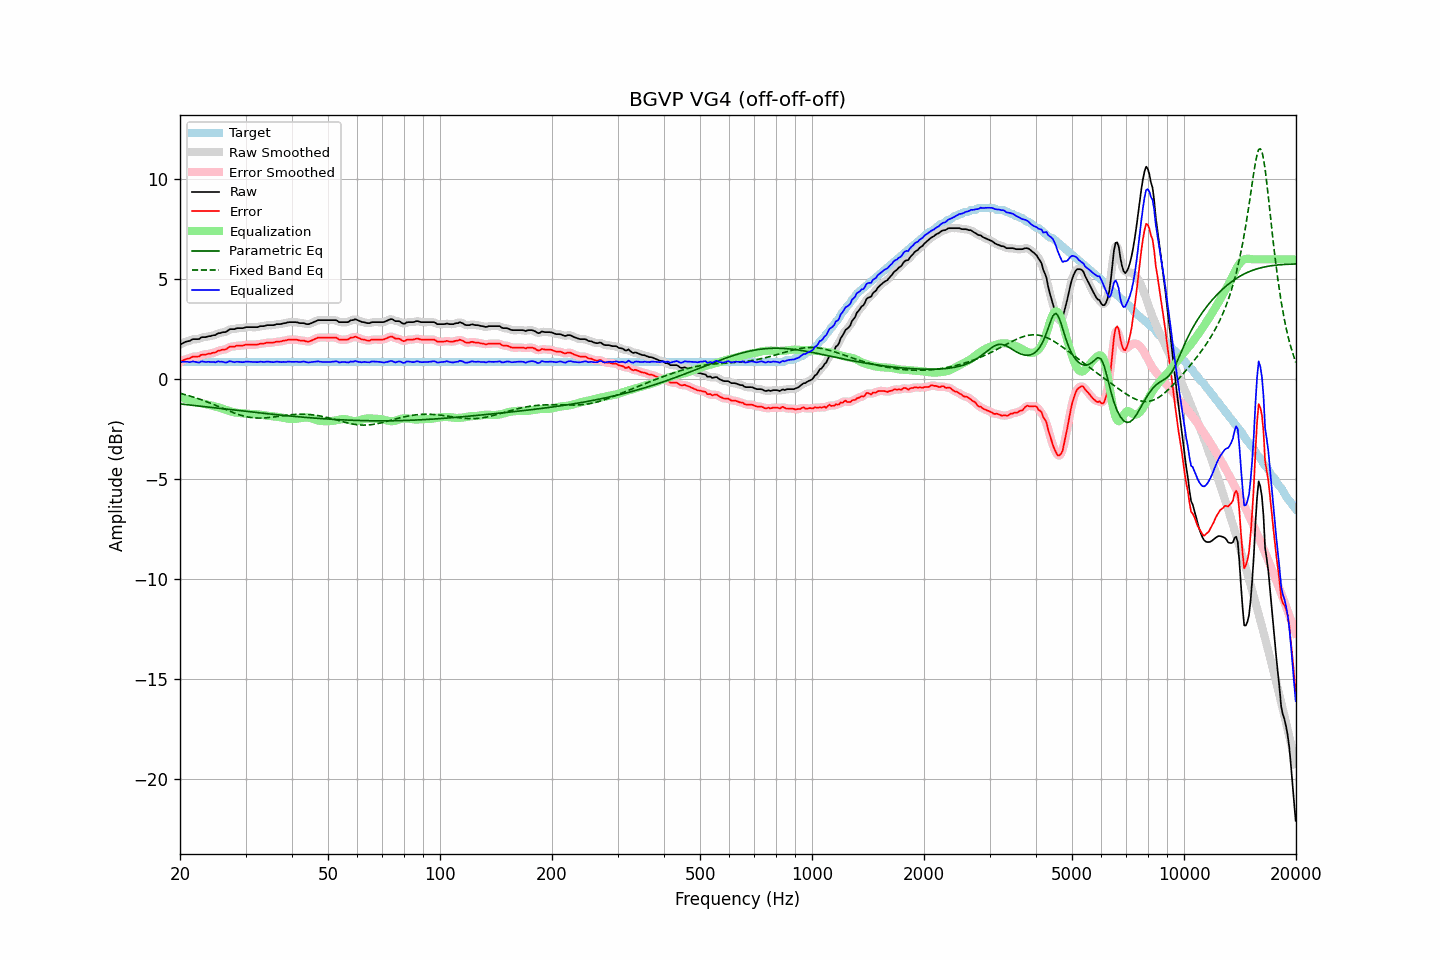 BGVP VG4 (off-off-off)
Target
Raw Smoothed
Error Smoothed
Raw
Error
Equalization
Parametric Eq
Fixed Band Eq
Equalized
10
5
0
−5
−10
−15
−20
Amplitude (dBr)
20 50 100 200 500 1000 2000 5000 10000 20000
Frequency (Hz)